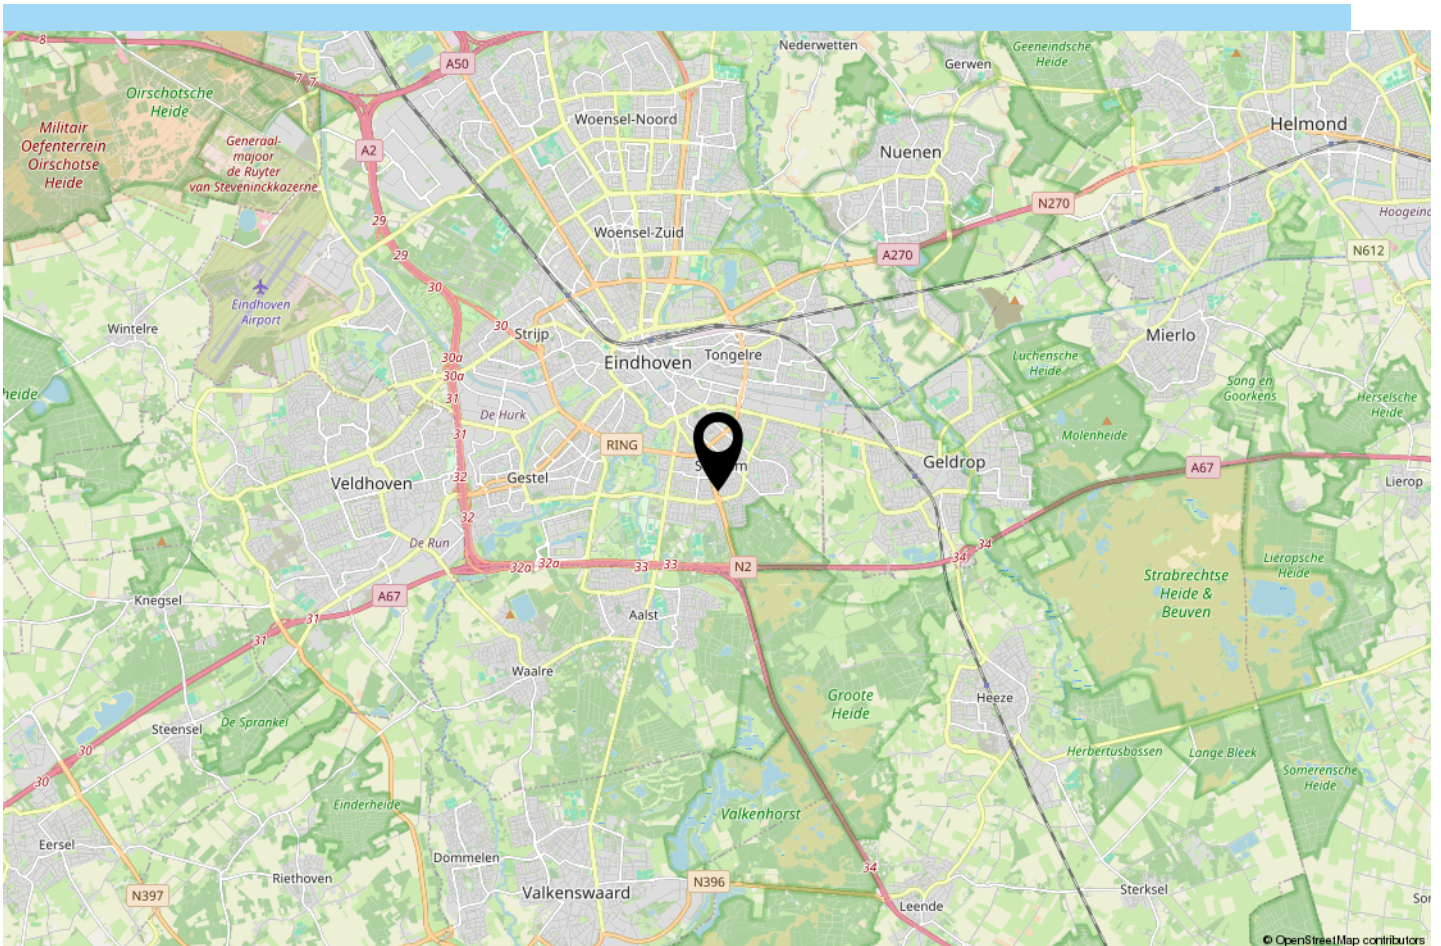 8
A50
Nederwetten
Geeneindsche
Heide
Gerwen
7
7
Oirschotsche
Heide
Woensel-Noord
Helmond
Militair
Oefenterrein
Oirschotse
Heide
Generaal-
majoor
de Ruyter
van Steveninckkazerne
A2
Nuenen
N270
Hoogeind
29
Woensel-Zuid
29
A270
N612
30
Eindhoven
Airport
30
Wintelre
Strijp
Mierlo
Eindhoven
Tongelre
30a
30a
Luchensche
Heide
heide
31
Sang en
Goorkens
Herselsche
Heide
De Hurk
31
RING
Molenheide
Geldrop
A67
32
Gestel
Veldhoven
Lierop
32
De Run
34
34
32a
32a
33
33
N2
Lieropsche
Heide
Strabrechtse
Heide &
Beuven
A67
Knegsel
31
31
Aalst
Waalre
Groote
Heide
Heeze
De Sprankel
Steensel
30
30
Herbertusbossen
Lange Bleek
Somerensche
Heide
Einderheide
Valkenhorst
Eersel
Dommelen
34
Riethoven
N397
Valkenswaard
N396
Sterksel
Leende
© OpenStreetMap contributors